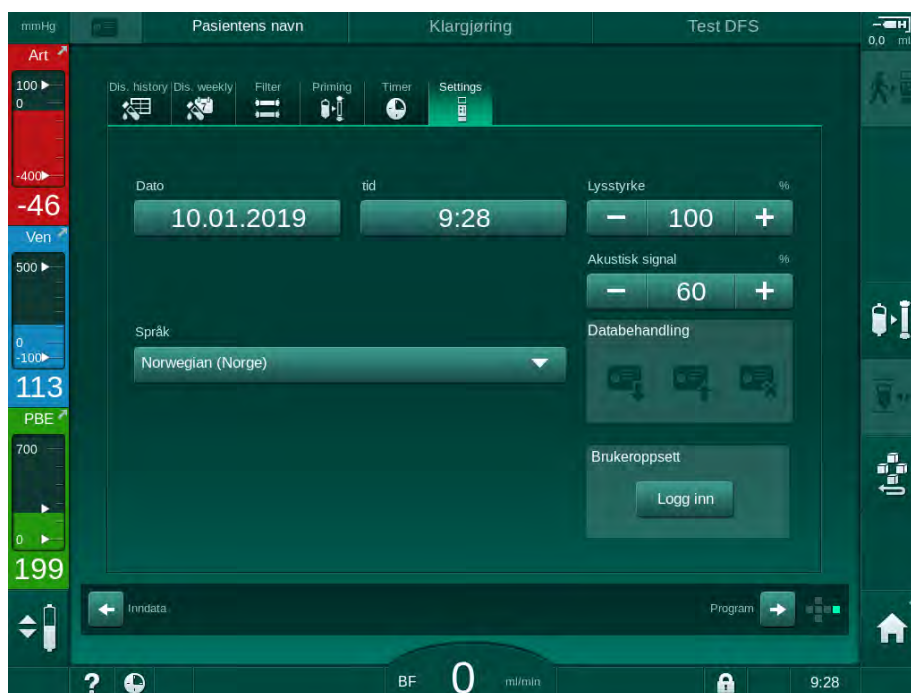 mmHg
Pasientens navn
Klargjøring
Test DFS
0,0 ml
Art
100
0
-400
-46
Ven
500
0
-100
113
PBE
700
0
199
Dis. history
Dis. weekly
Filter
Priming
Timer
Settings
7
Dato
tid
Lysstyrke %
10.01.2019
9:28
− 100 +
Akustisk signal %
− 60 +
Språk
Databehandling
Norwegian (Norge)
Brukeroppsett
Logg inn
Inndata
Program
? BF 0 ml/min 9:28